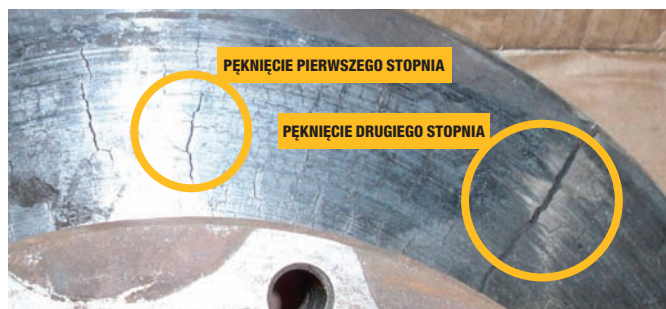 PĘKNIĘCIE PIERWSZEGO STOPNIA
PĘKNIĘCIE DRUGIEGO STOPNIA